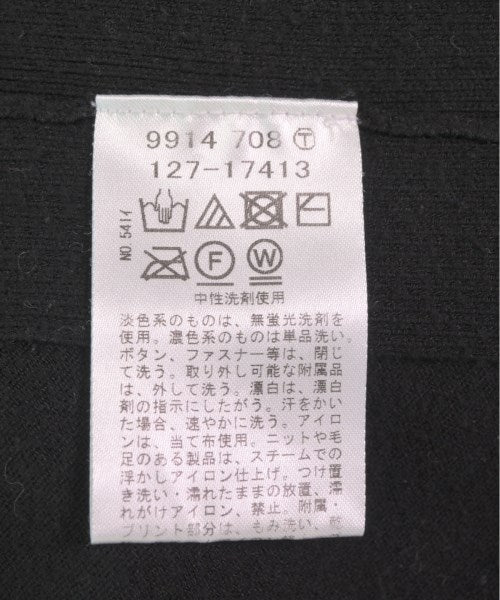 9914 708 Ⓣ
127-17413
NO.541イ
F W
中性洗剤使用
淡色系のものは、無蛍光洗剤を
使用。濃色系のものは単品洗い。
ボタン、ファスナー等は、閉じ
て洗う。取り外し可能な附属品
は、外して洗う。漂白は、漂白
剤の指示にしたがう。汗をかい
た場合、速やかに洗う。アイロ
ンは、当て布使用。ニットや毛
足のある製品は、スチームでの
浮かしアイロン仕上げ。つけ置
き洗い・濡れたままの放置、濡
れがけアイロン、禁止。附属・
プリント部分は、もみ洗い、